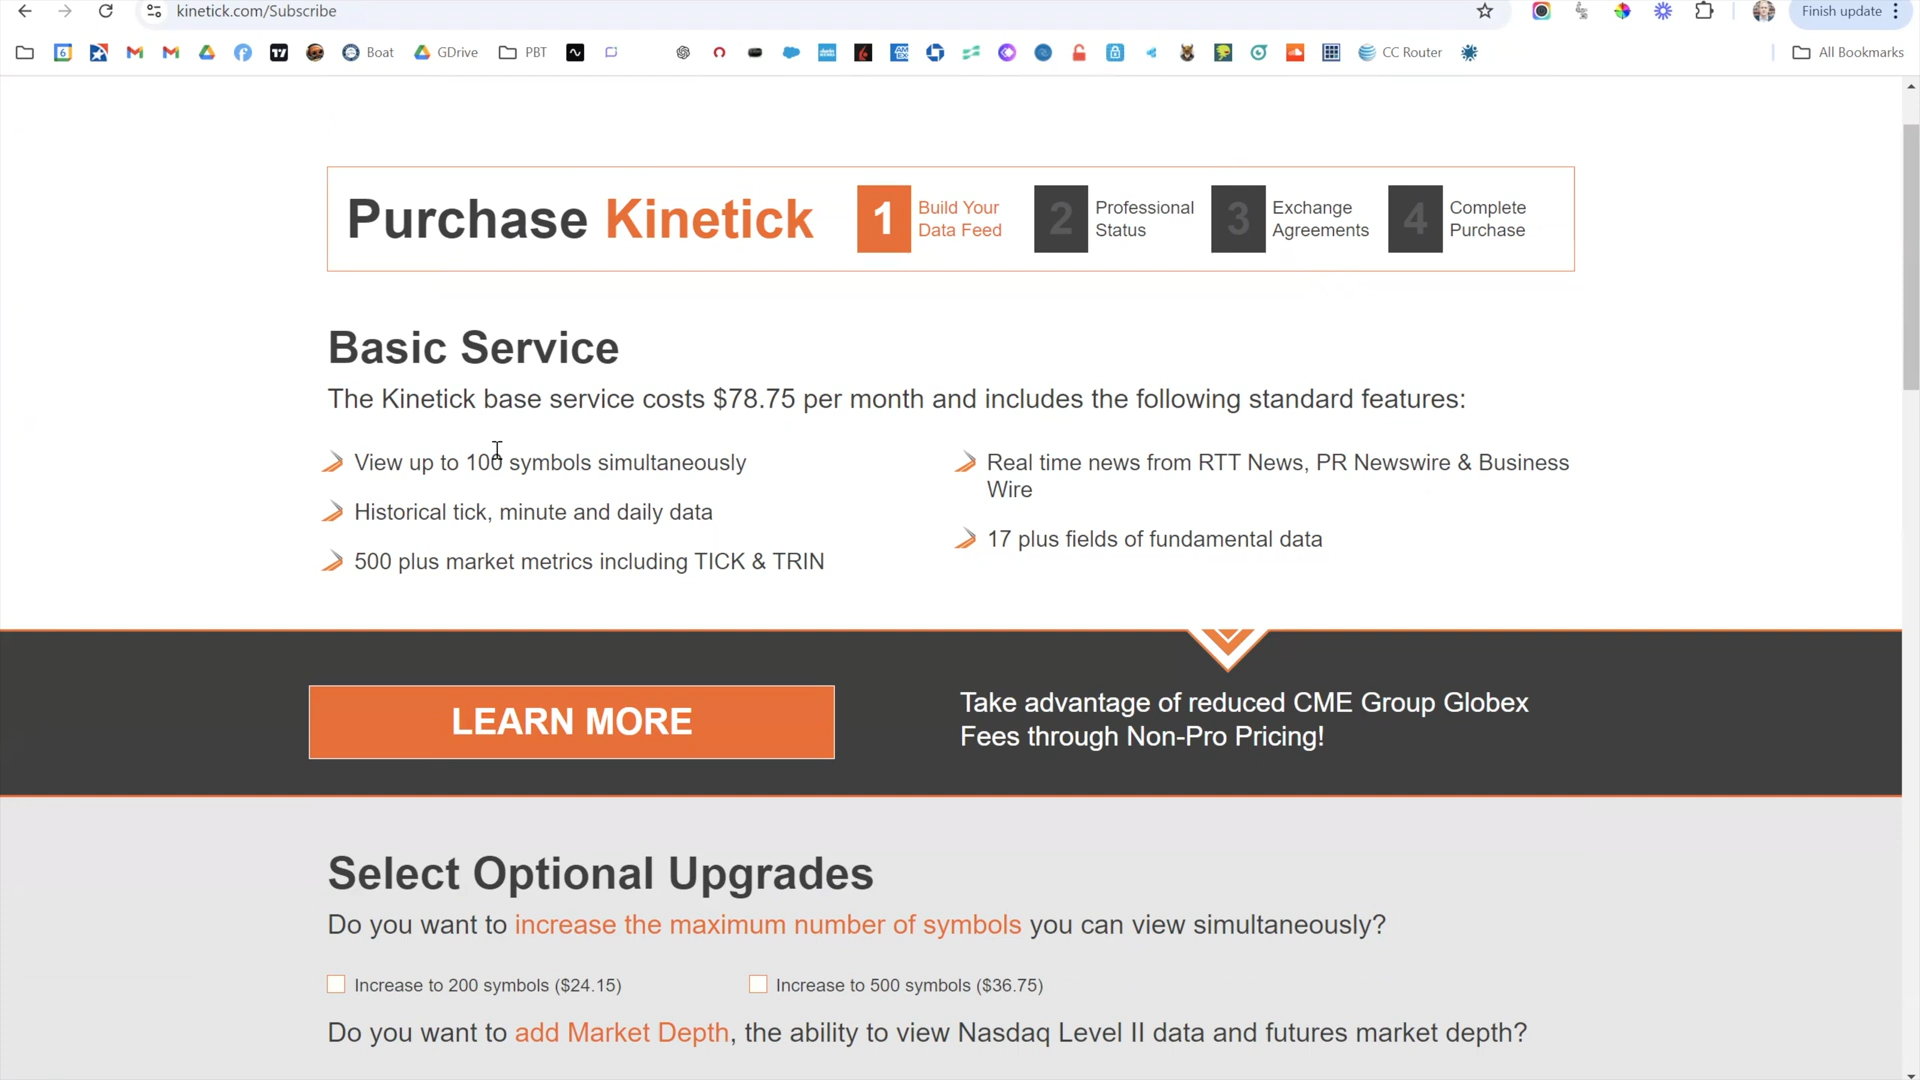 kinetick.com/Subscribe
Finish update
Boat
GDrive
PBT
CC Router
All Bookmarks
Purchase Kinetick
1
Build Your
Data Feed
2
Professional
Status
3
Exchange
Agreements
4
Complete
Purchase
Basic Service
The Kinetick base service costs $78.75 per month and includes the following standard features:
View up to 100 symbols simultaneously
Historical tick, minute and daily data
500 plus market metrics including TICK & TRIN
Real time news from RTT News, PR Newswire & Business
Wire
17 plus fields of fundamental data
LEARN MORE
Take advantage of reduced CME Group Globex
Fees through Non-Pro Pricing!
Select Optional Upgrades
Do you want to increase the maximum number of symbols you can view simultaneously?
Increase to 200 symbols ($24.15)
Increase to 500 symbols ($36.75)
Do you want to add Market Depth, the ability to view Nasdaq Level II data and futures market depth?